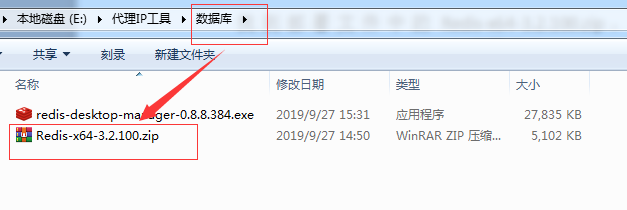 本地磁盘 (E:) ▸ 代理IP工具 ▸ 数据库 ▸
共享 刻录 新建文件夹
名称 修改日期 类型 大小
redis-desktop-manager-0.8.8.384.exe 2019/9/27 15:31 应用程序 27,835 KB
Redis-x64-3.2.100.zip 2019/9/27 14:50 WinRAR ZIP 压缩... 5,102 KB